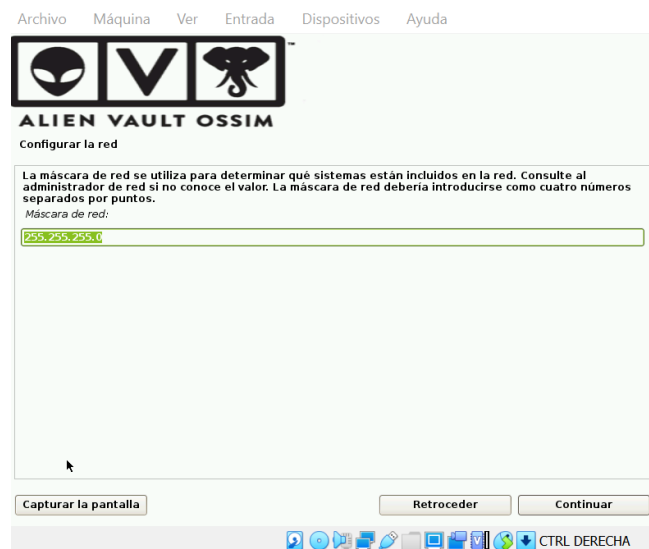 Archivo Máquina Ver Entrada Dispositivos Ayuda
™
ALIEN VAULT OSSIM
Configurar la red
La máscara de red se utiliza para determinar qué sistemas están incluidos en la red. Consulte al
administrador de red si no conoce el valor. La máscara de red debería introducirse como cuatro números
separados por puntos.
Máscara de red:
255.255.255.0
Capturar la pantalla Retroceder Continuar
CTRL DERECHA